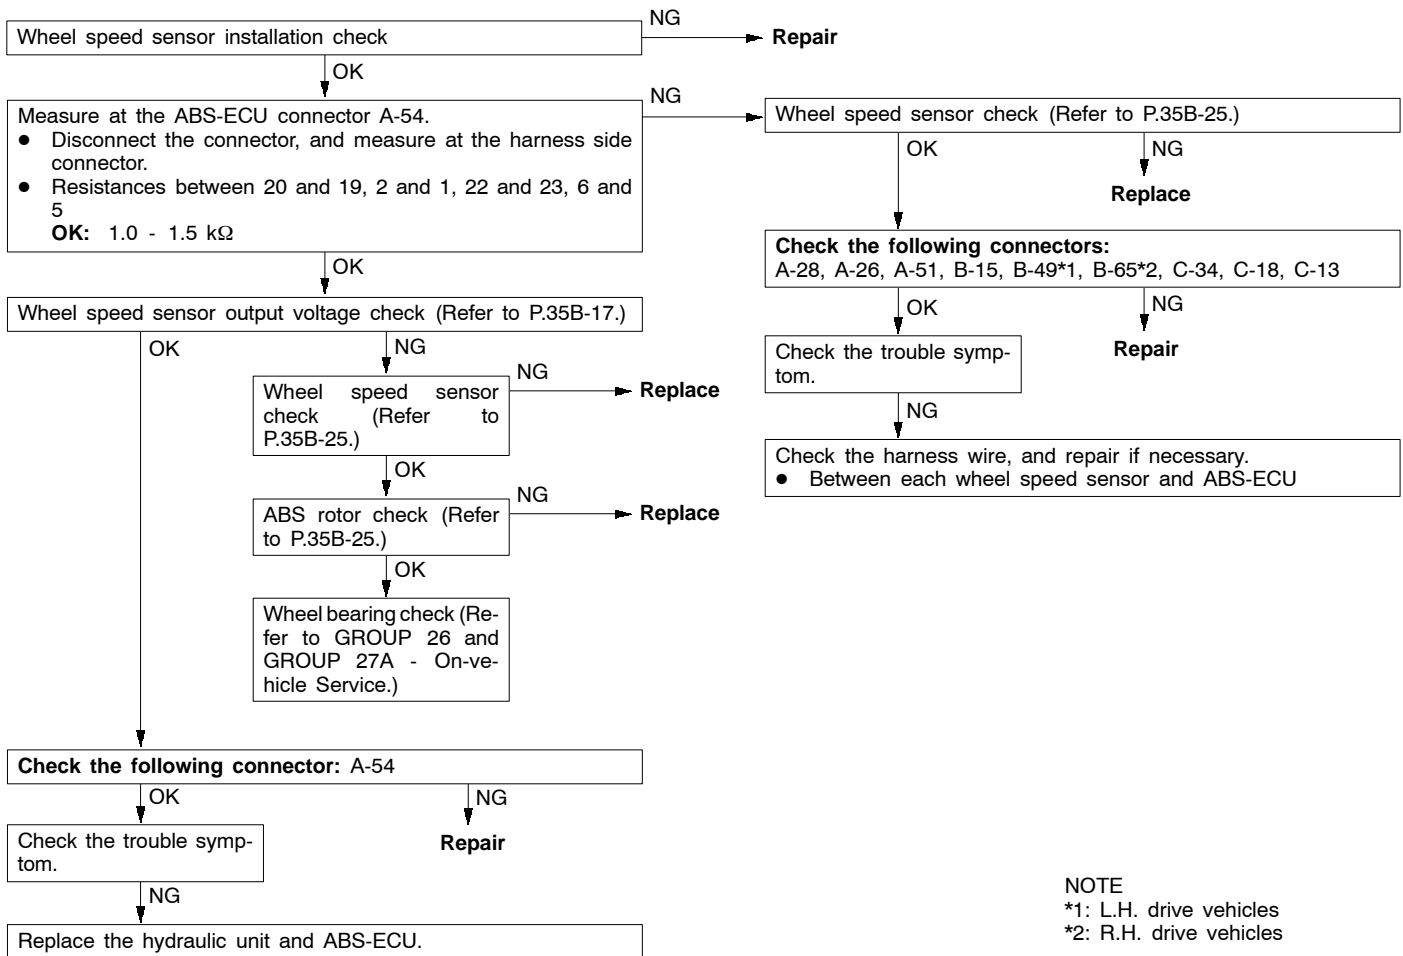 Wheel speed sensor installation check
NG
Repair
OK
Measure at the ABS-ECU connector A-54.
● Disconnect the connector, and measure at the harness side
connector.
● Resistances between 20 and 19, 2 and 1, 22 and 23, 6 and
5
OK: 1.0 - 1.5 kΩ
NG
Wheel speed sensor check (Refer to P.35B-25.)
OK
NG
Replace
Check the following connectors:
A-28, A-26, A-51, B-15, B-49*1, B-65*2, C-34, C-18, C-13
OK
NG
Repair
Check the trouble symp-
tom.
NG
Check the harness wire, and repair if necessary.
● Between each wheel speed sensor and ABS-ECU
OK
Wheel speed sensor output voltage check (Refer to P.35B-17.)
OK
NG
Wheel speed sensor
check (Refer to
P.35B-25.)
NG
Replace
OK
ABS rotor check (Refer
to P.35B-25.)
NG
Replace
OK
Wheel bearing check (Re-
fer to GROUP 26 and
GROUP 27A - On-ve-
hicle Service.)
Check the following connector: A-54
OK
NG
Repair
Check the trouble symp-
tom.
NG
Replace the hydraulic unit and ABS-ECU.
NOTE
*1: L.H. drive vehicles
*2: R.H. drive vehicles